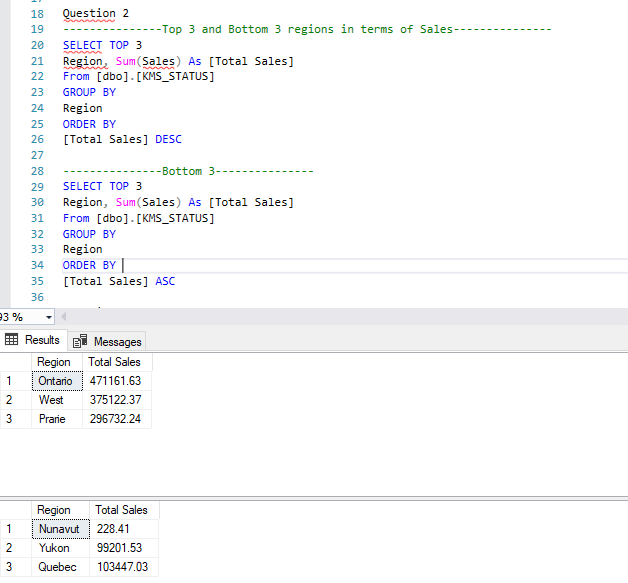 18 Question 2
19 ---------------Top 3 and Bottom 3 regions in terms of Sales---------------
20 SELECT TOP 3
21 Region, Sum(Sales) As [Total Sales]
22 From [dbo].[KMS_STATUS]
23 GROUP BY
24 Region
25 ORDER BY
26 [Total Sales] DESC
27
28 ---------------Bottom 3---------------
29 SELECT TOP 3
30 Region, Sum(Sales) As [Total Sales]
31 From [dbo].[KMS_STATUS]
32 GROUP BY
33 Region
34 ORDER BY
35 [Total Sales] ASC
36
93 %
Results Messages
Region Total Sales
1 Ontario 471161.63
2 West 375122.37
3 Prarie 296732.24
Region Total Sales
1 Nunavut 228.41
2 Yukon 99201.53
3 Quebec 103447.03